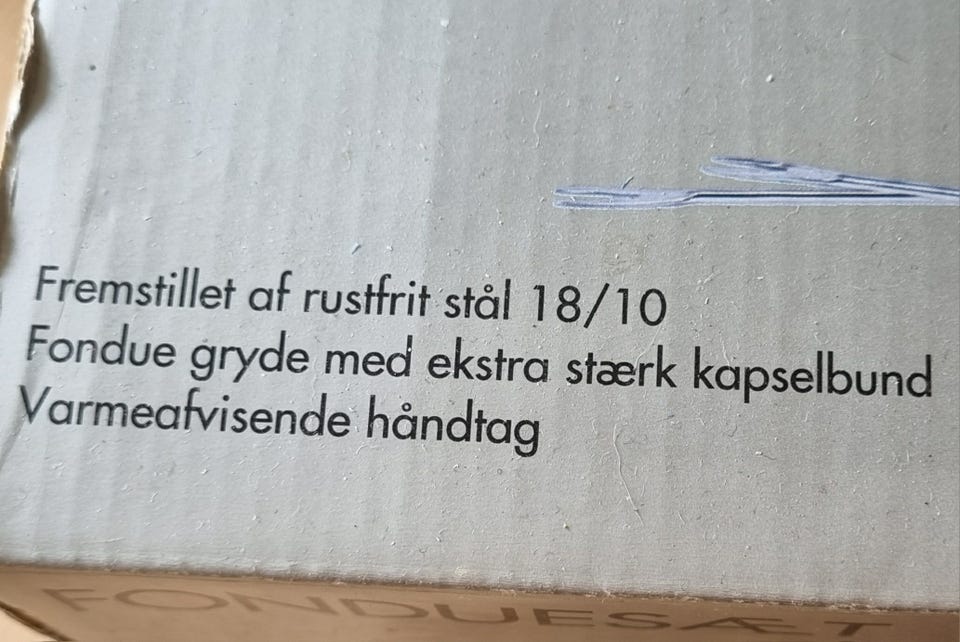 Fremstillet af rustfrit stål 18/10
Fondue gryde med ekstra stærk kapselbund
Varmeafvisende håndtag
FONDUESÆT